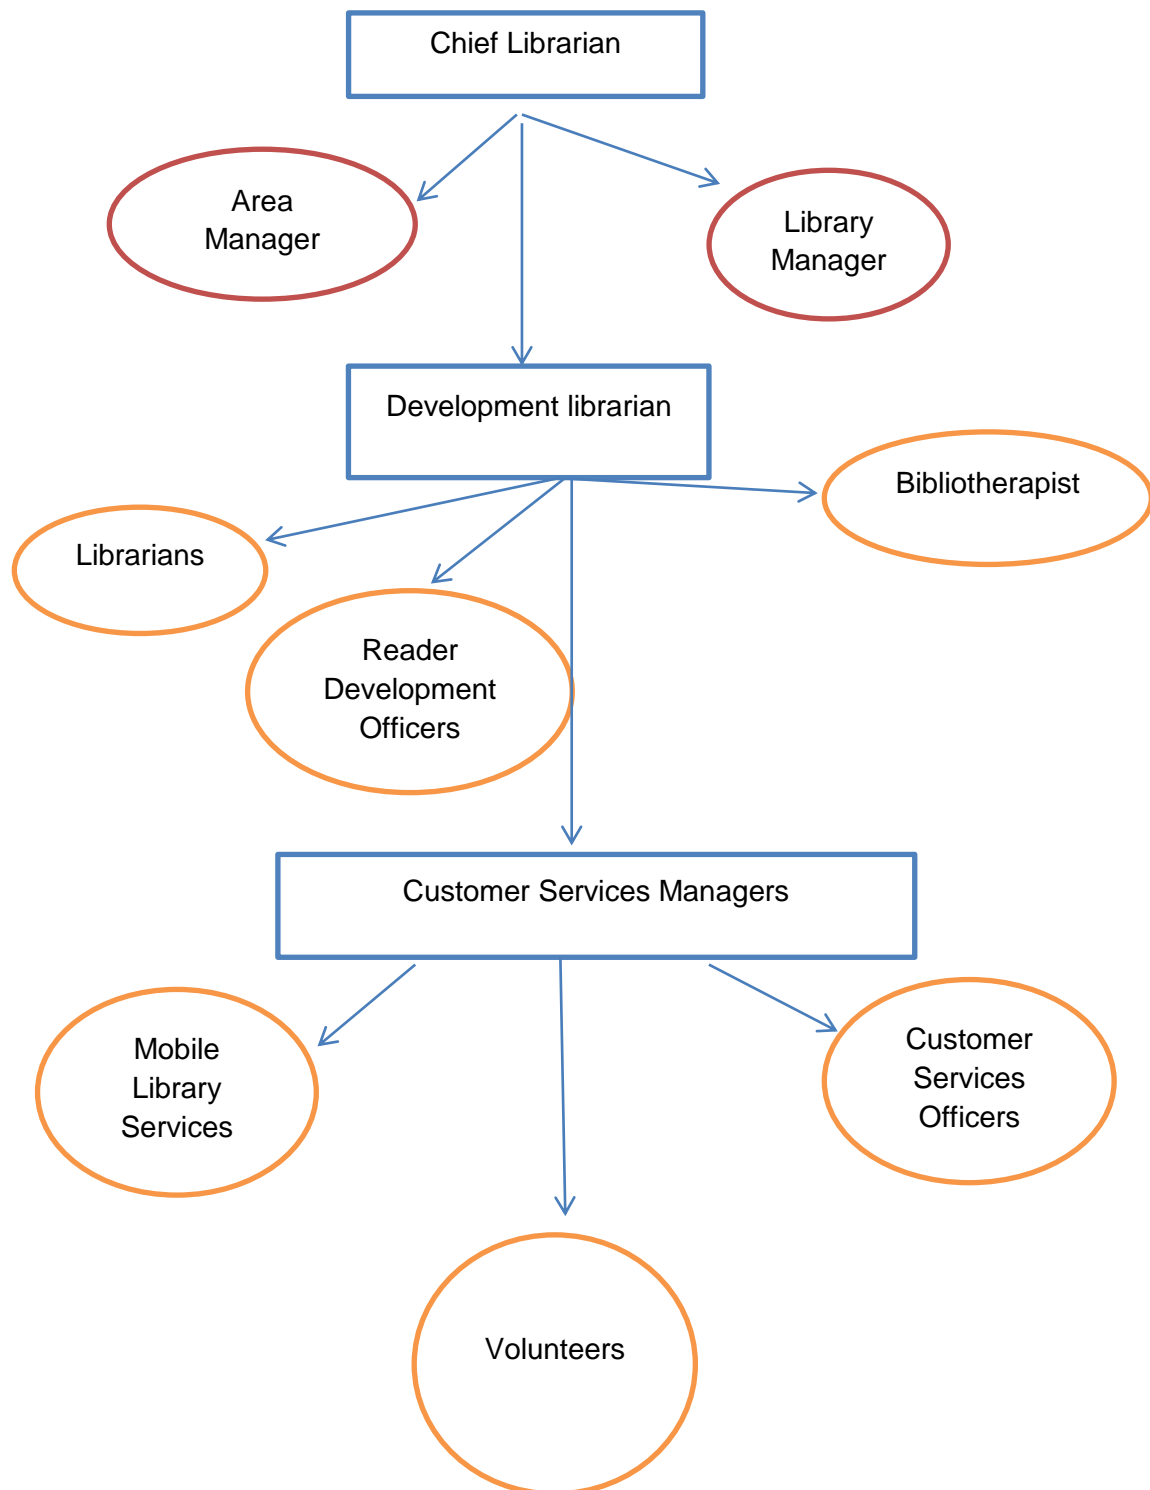 Chief Librarian
Area
Manager
Library
Manager
Development librarian
Bibliotherapist
Librarians
Reader
Development
Officers
Customer Services Managers
Mobile
Library
Services
Customer
Services
Officers
Volunteers